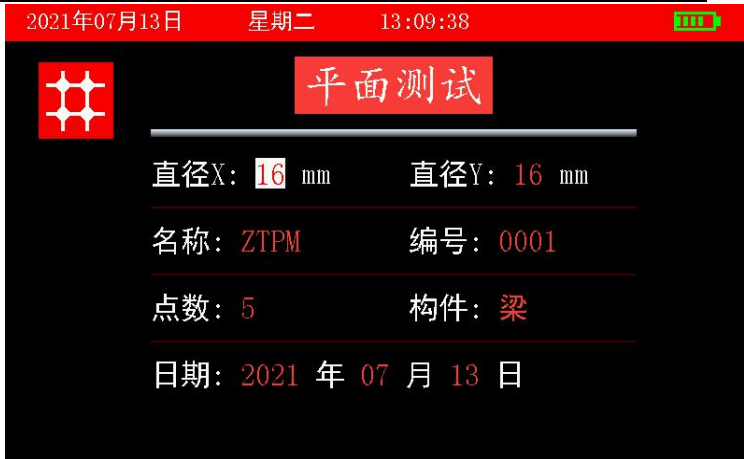 2021年07月13日 星期二 13:09:38
平面测试
直径X: 16 mm 直径Y: 16 mm
名称: ZTPM 编号: 0001
点数: 5 构件: 梁
日期: 2021 年 07 月 13 日